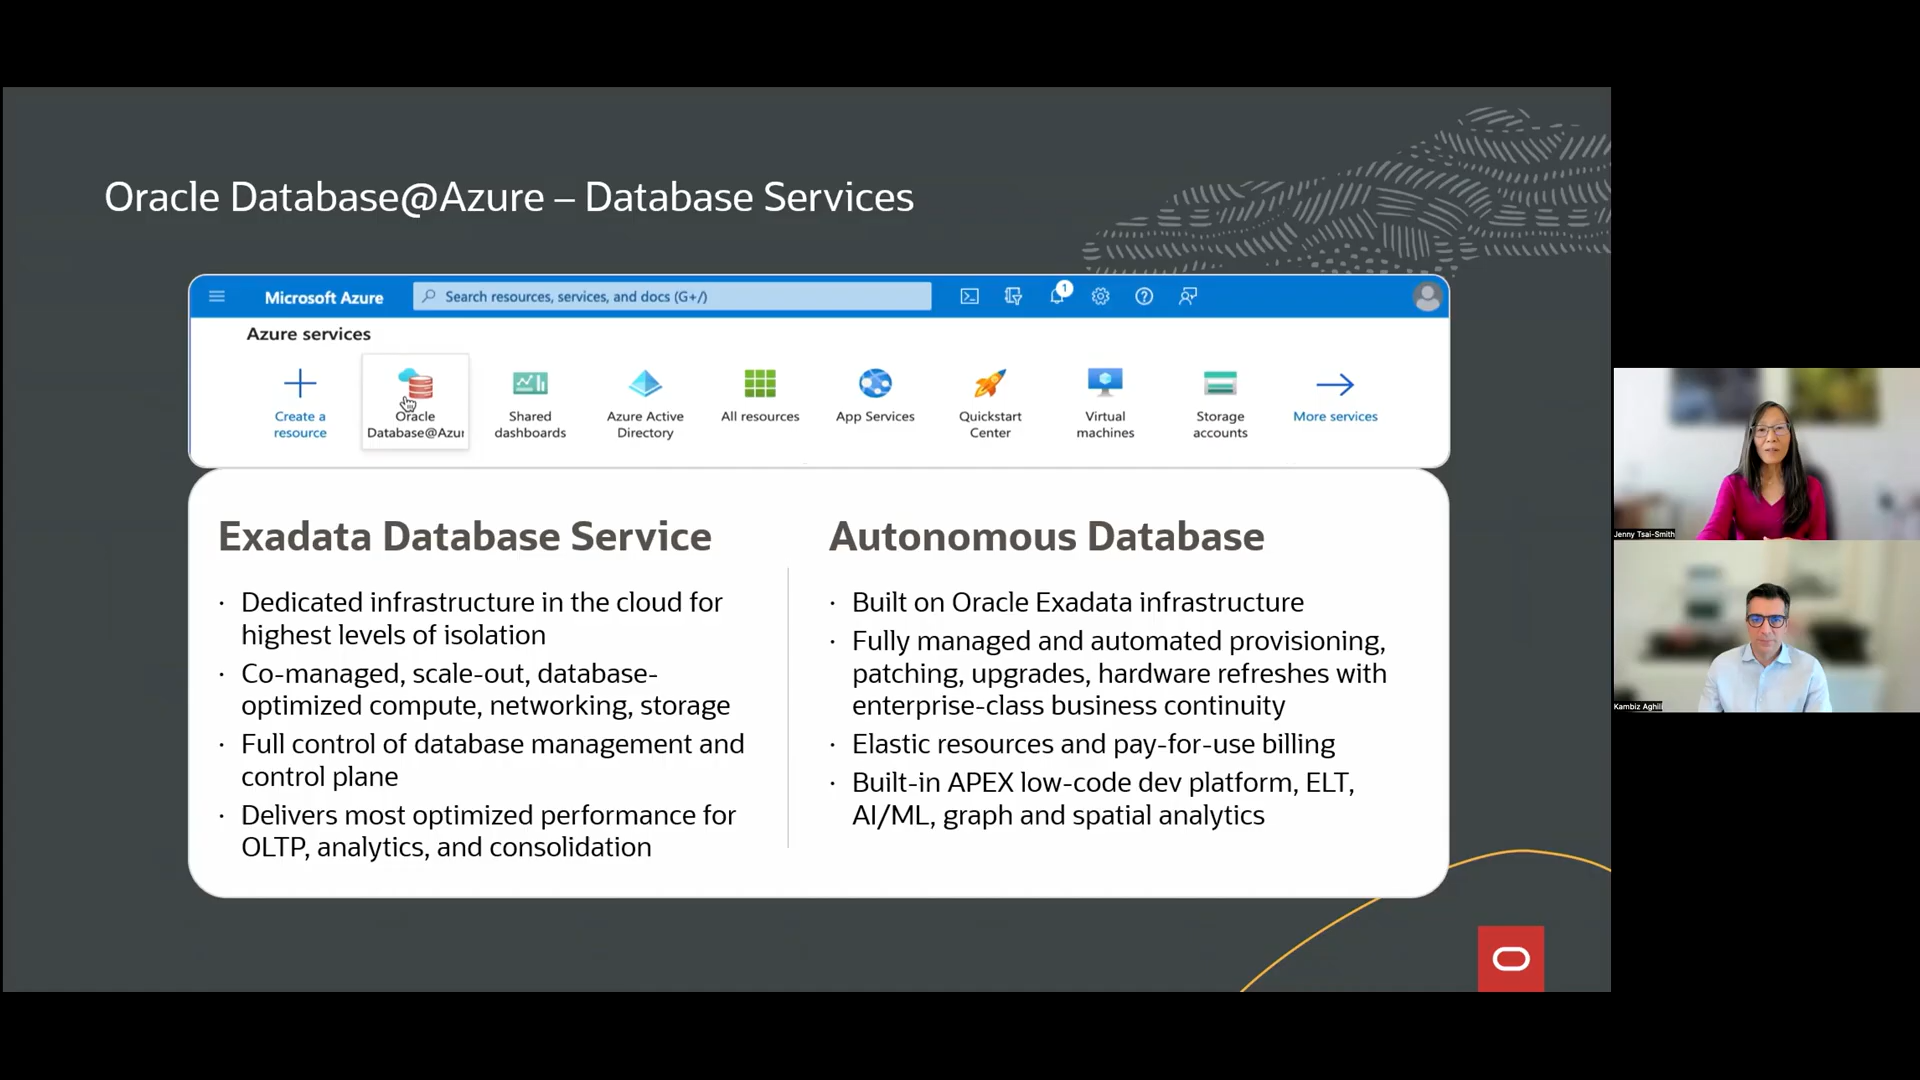 Oracle Database@Azure – Database Services
Microsoft Azure
Search resources, services, and docs (G+/)
1
Azure services
Create a
resource
Oracle
Database@Azur
Shared
dashboards
Azure Active
Directory
All resources
App Services
Quickstart
Center
Virtual
machines
Storage
accounts
More services
Exadata Database Service
· Dedicated infrastructure in the cloud for
highest levels of isolation
· Co-managed, scale-out, database-
optimized compute, networking, storage
· Full control of database management and
control plane
· Delivers most optimized performance for
OLTP, analytics, and consolidation
Autonomous Database
· Built on Oracle Exadata infrastructure
· Fully managed and automated provisioning,
patching, upgrades, hardware refreshes with
enterprise-class business continuity
· Elastic resources and pay-for-use billing
· Built-in APEX low-code dev platform, ELT,
AI/ML, graph and spatial analytics
Jenny Tsai-Smith
Kambiz Aghili